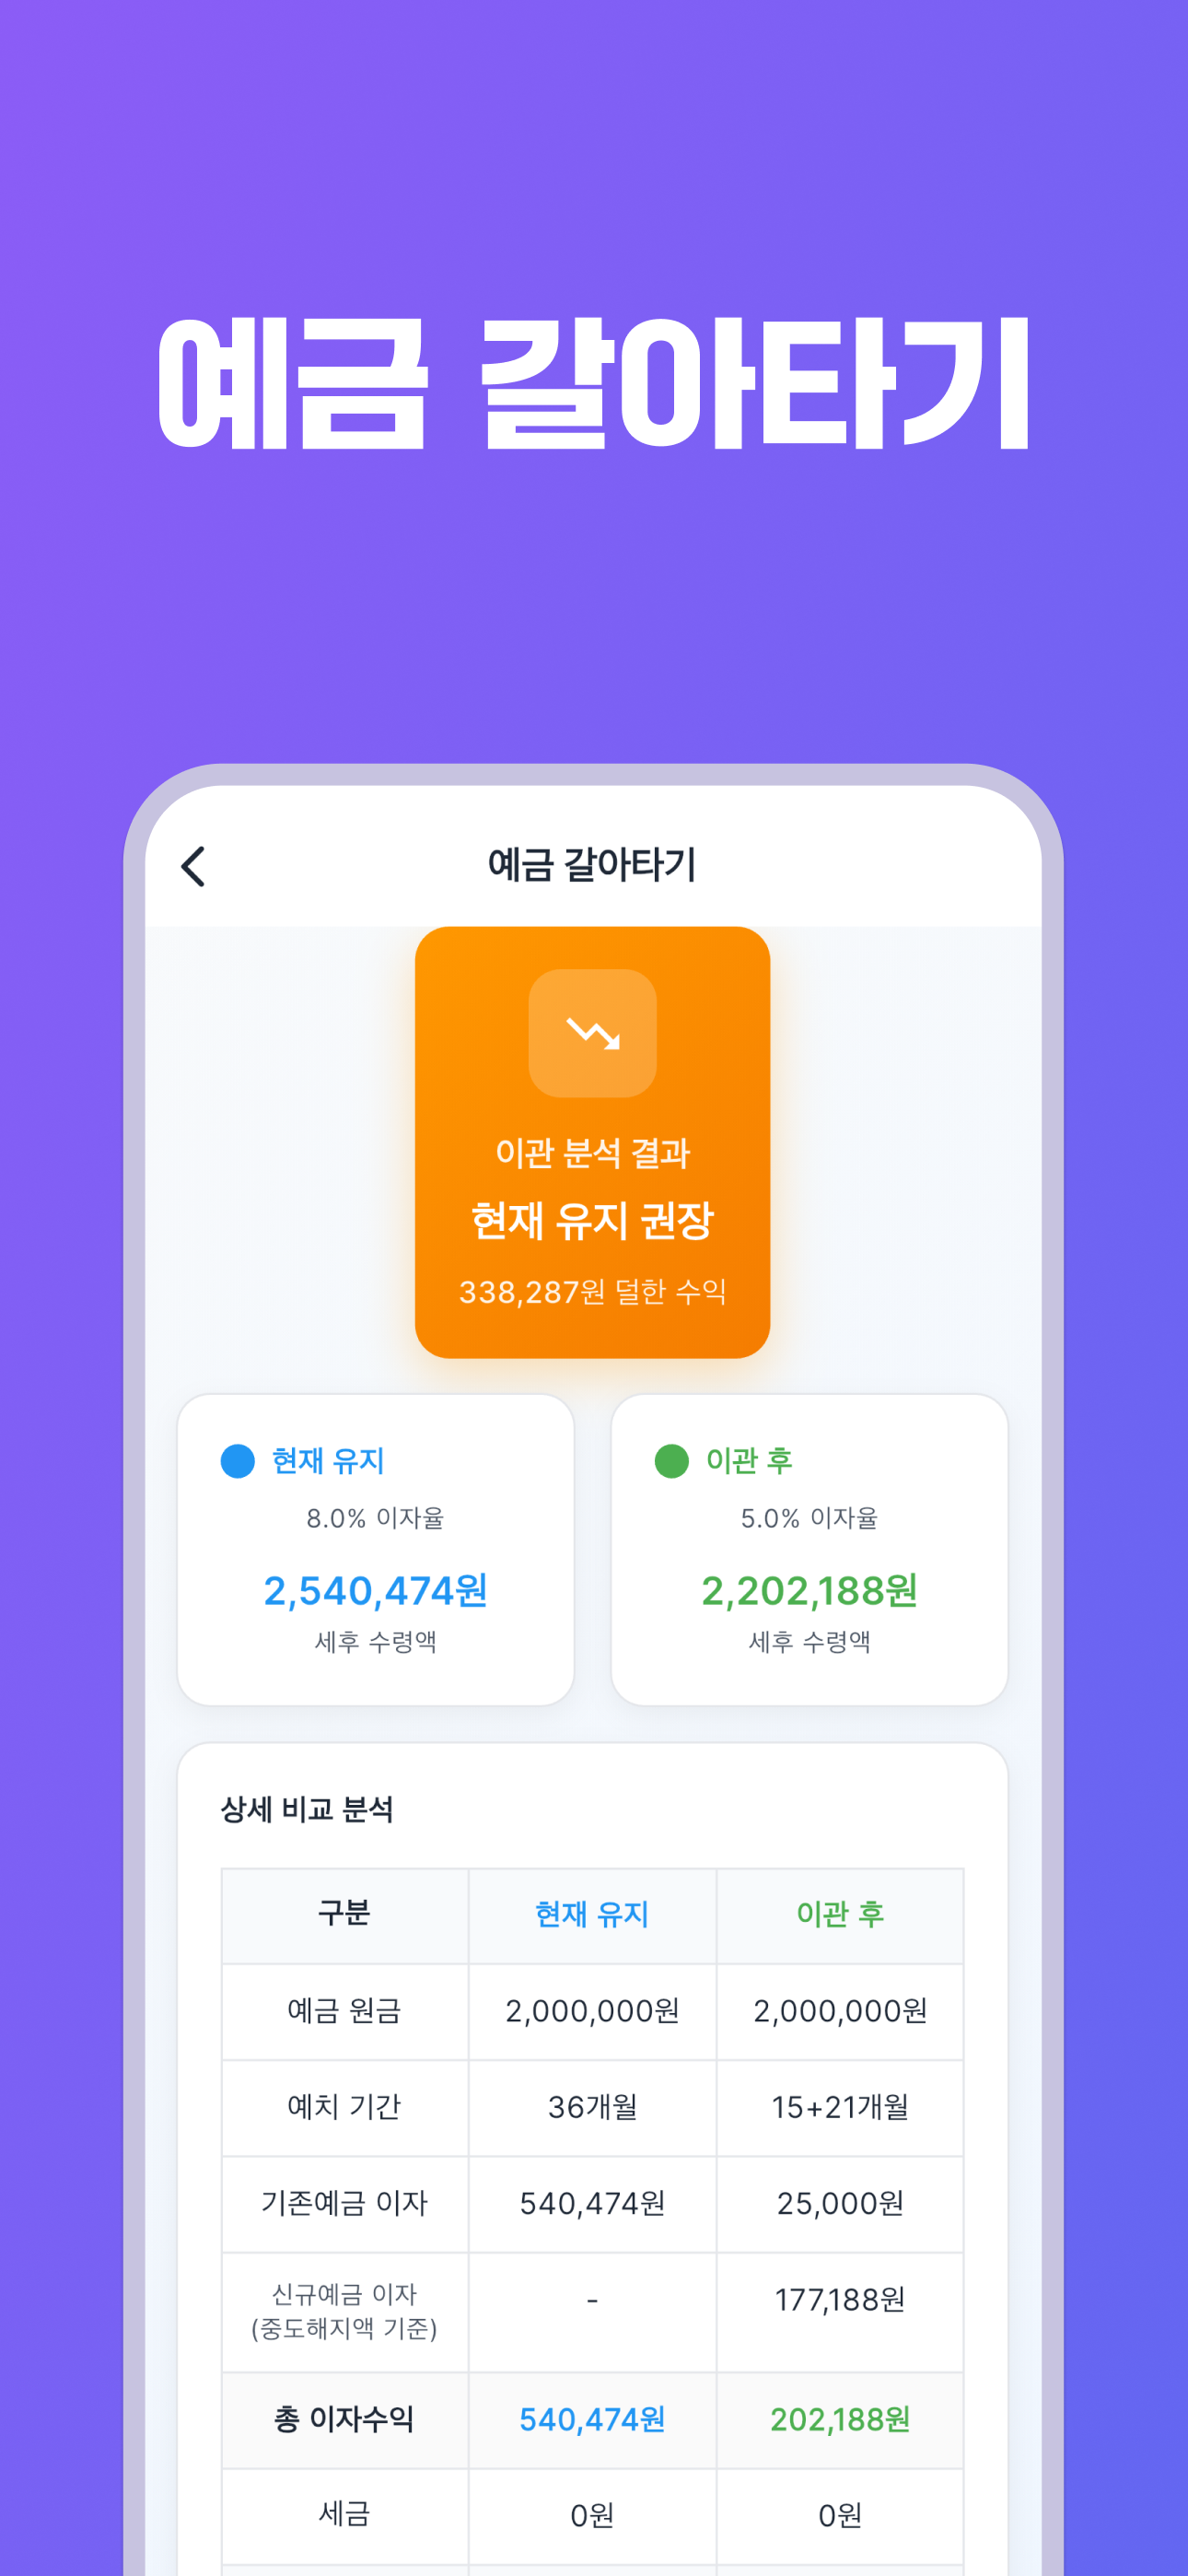 예금 갈아타기
예금 갈아타기
이관 분석 결과
현재 유지 권장
338,287원 덜한 수익
현재 유지
8.0% 이자율
2,540,474원
세후 수령액
이관 후
5.0% 이자율
2,202,188원
세후 수령액
상세 비교 분석
구분 현재 유지 이관 후
예금 원금 2,000,000원 2,000,000원
예치 기간 36개월 15+21개월
기존예금 이자 540,474원 25,000원
신규예금 이자
(중도해지액 기준) - 177,188원
총 이자수익 540,474원 202,188원
세금 0원 0원